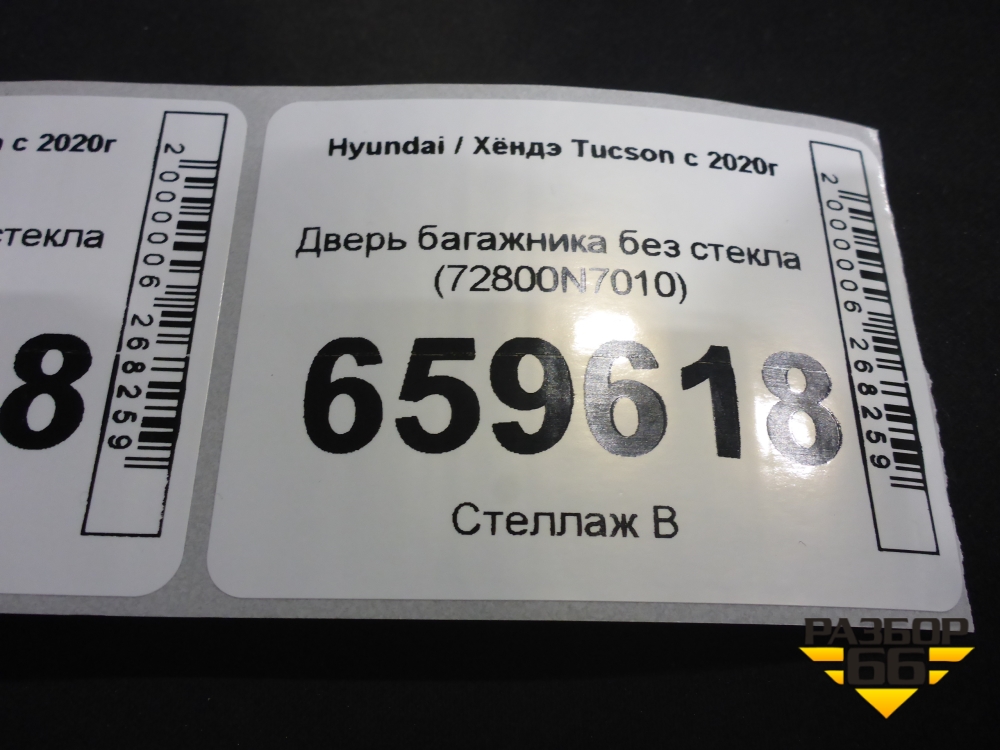 с 2020г
стекла
8
2000006268259
Hyundai / Хёндэ Tucson с 2020г
Дверь багажника без стекла
(72800N7010)
659618
Стеллаж В
2000006268259
РАЗБОР
66